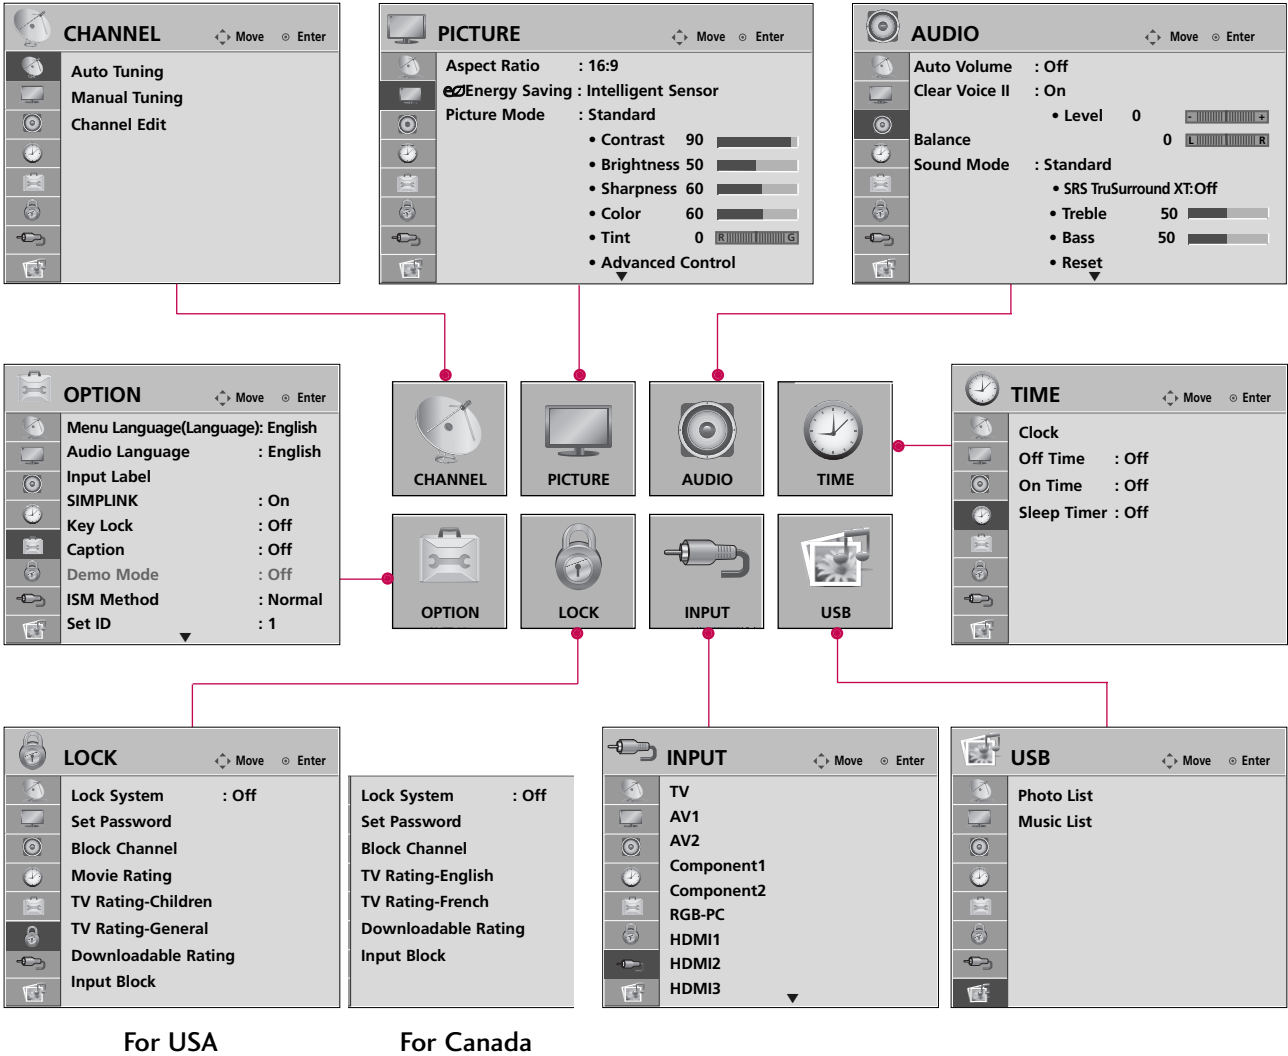 CHANNEL Move Enter
Auto Tuning
Manual Tuning
Channel Edit
PICTURE Move Enter
Aspect Ratio : 16:9
Energy Saving : Intelligent Sensor
Picture Mode : Standard
• Contrast 90
• Brightness 50
• Sharpness 60
• Color 60
• Tint 0 R G
• Advanced Control
AUDIO Move Enter
Auto Volume : Off
Clear Voice II : On
• Level 0 - +
Balance 0 L R
Sound Mode : Standard
• SRS TruSurround XT:Off
• Treble 50
• Bass 50
• Reset
OPTION Move Enter
Menu Language(Language): English
Audio Language : English
Input Label
SIMPLINK : On
Key Lock : Off
Caption : Off
Demo Mode : Off
ISM Method : Normal
Set ID : 1
CHANNEL
PICTURE
AUDIO
TIME
OPTION
LOCK
INPUT
USB
TIME Move Enter
Clock
Off Time : Off
On Time : Off
Sleep Timer : Off
LOCK Move Enter
Lock System : Off
Set Password
Block Channel
Movie Rating
TV Rating-Children
TV Rating-General
Downloadable Rating
Input Block
For USA
Lock System : Off
Set Password
Block Channel
TV Rating-English
TV Rating-French
Downloadable Rating
Input Block
For Canada
INPUT Move Enter
TV
AV1
AV2
Component1
Component2
RGB-PC
HDMI1
HDMI2
HDMI3
USB Move Enter
Photo List
Music List